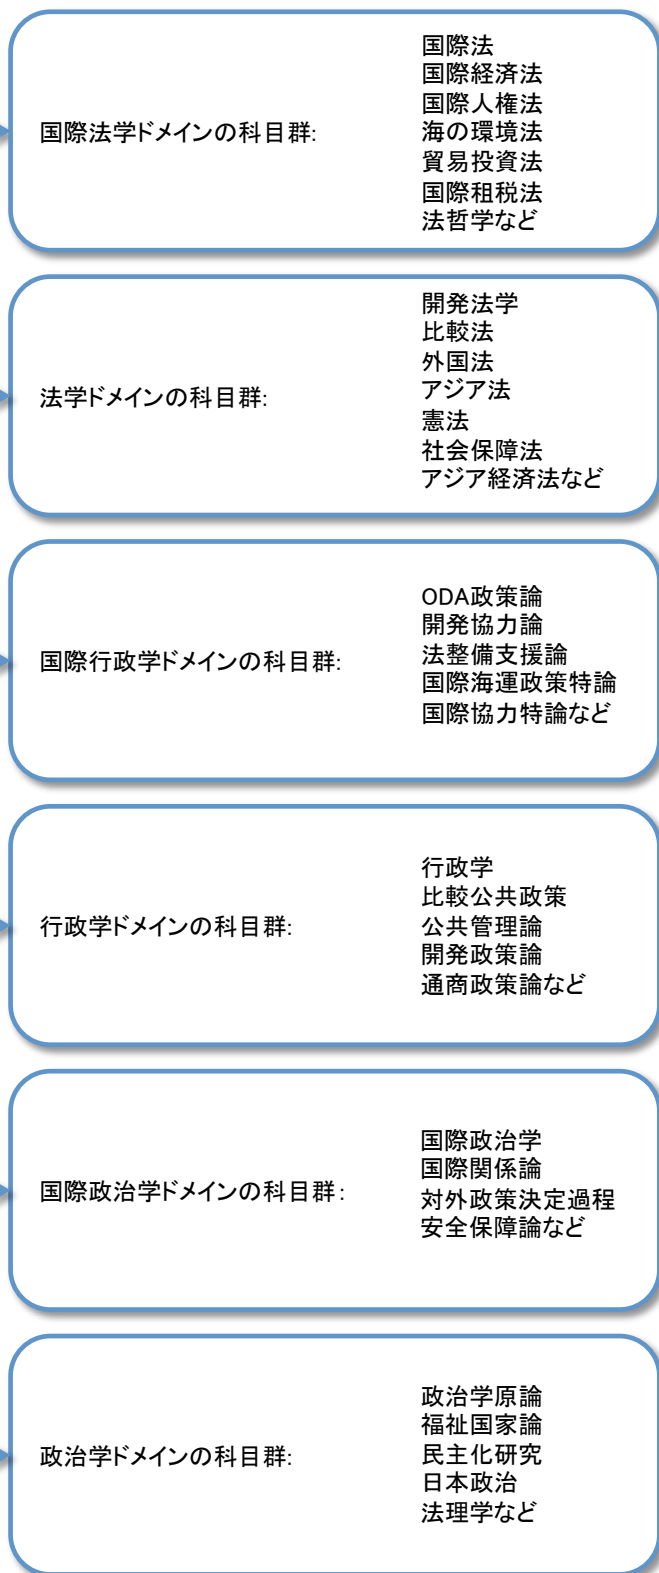 国際法学ドメインの科目群:
国際法
国際経済法
国際人権法
海の環境法
貿易投資法
国際租税法
法哲学など
法学ドメインの科目群:
開発法学
比較法
外国法
アジア法
憲法
社会保障法
アジア経済法など
国際行政学ドメインの科目群:
ODA政策論
開発協力論
法整備支援論
国際海運政策特論
国際協力特論など
行政学ドメインの科目群:
行政学
比較公共政策
公共管理論
開発政策論
通商政策論など
国際政治学ドメインの科目群:
国際政治学
国際関係論
対外政策決定過程
安全保障論など
政治学ドメインの科目群:
政治学原論
福祉国家論
民主化研究
日本政治
法理学など